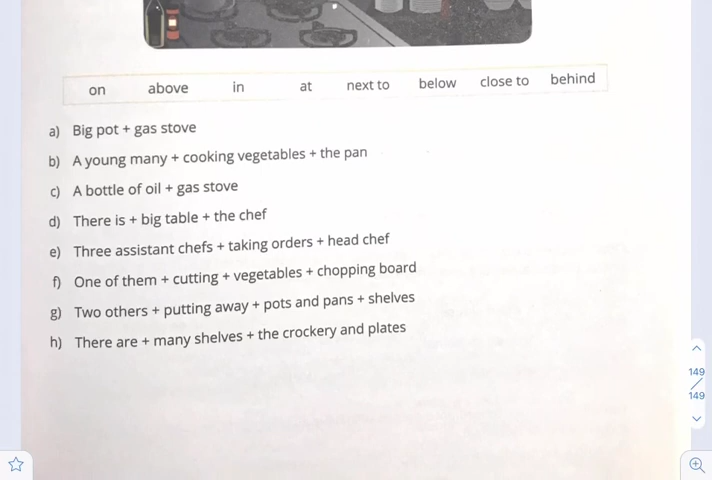 on above in at next to below close to behind
a) Big pot + gas stove
b) A young many + cooking vegetables + the pan
c) A bottle of oil + gas stove
d) There is + big table + the chef
e) Three assistant chefs + taking orders + head chef
f) One of them + cutting + vegetables + chopping board
g) Two others + putting away + pots and pans + shelves
h) There are + many shelves + the crockery and plates
149
149